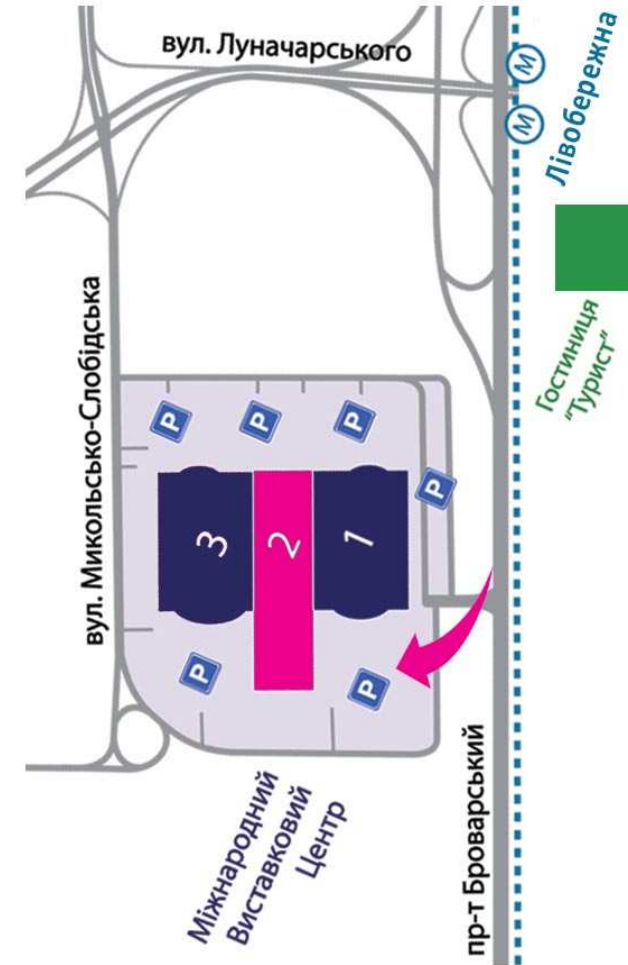 вул. Луначарського
М
М
Лівобережна
Гостиниця
"Турист"
вул. Микольсько-Слобідська
Р
Р
Р
Р
3
2
1
Р
Р
Міжнародний
Виставковий
Центр
пр-т Броварський